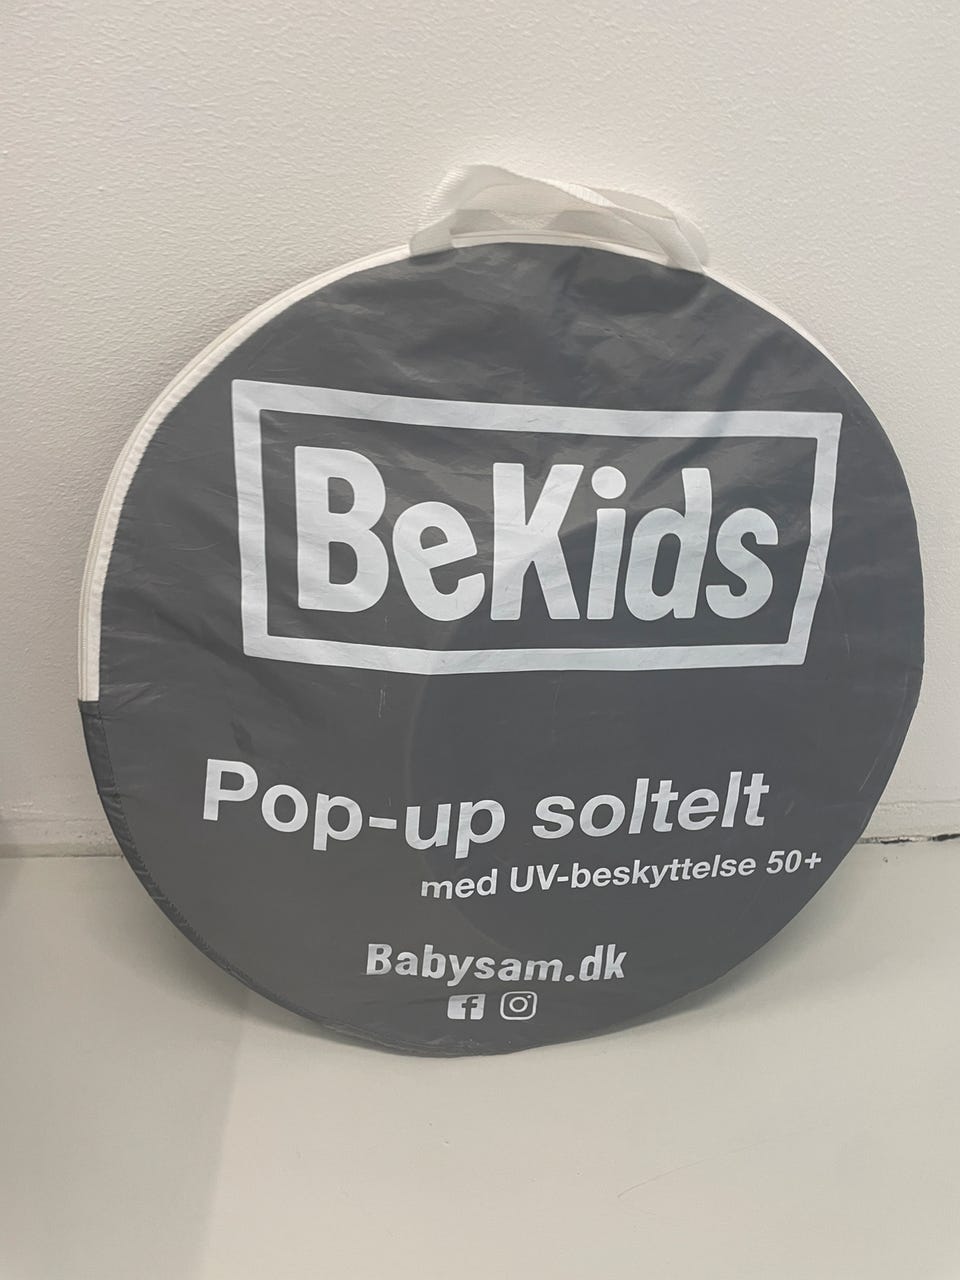 BeKids
Pop-up soltelt
med UV-beskyttelse 50+
Babysam.dk